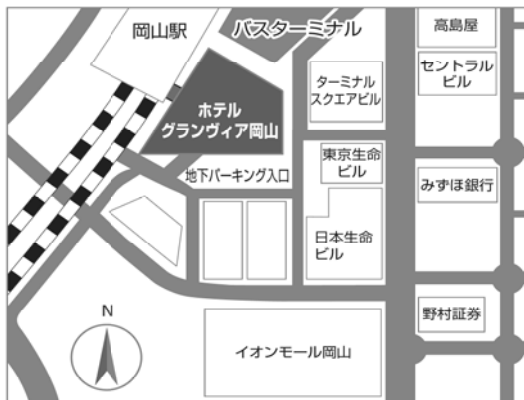 岡山駅
バスターミナル
高島屋
セントラル
ビル
ターミナル
スクエアビル
ホテル
グランヴィア岡山
東京生命
ビル
地下パーキング入口
みずほ銀行
日本生命
ビル
N
野村証券
イオンモール岡山